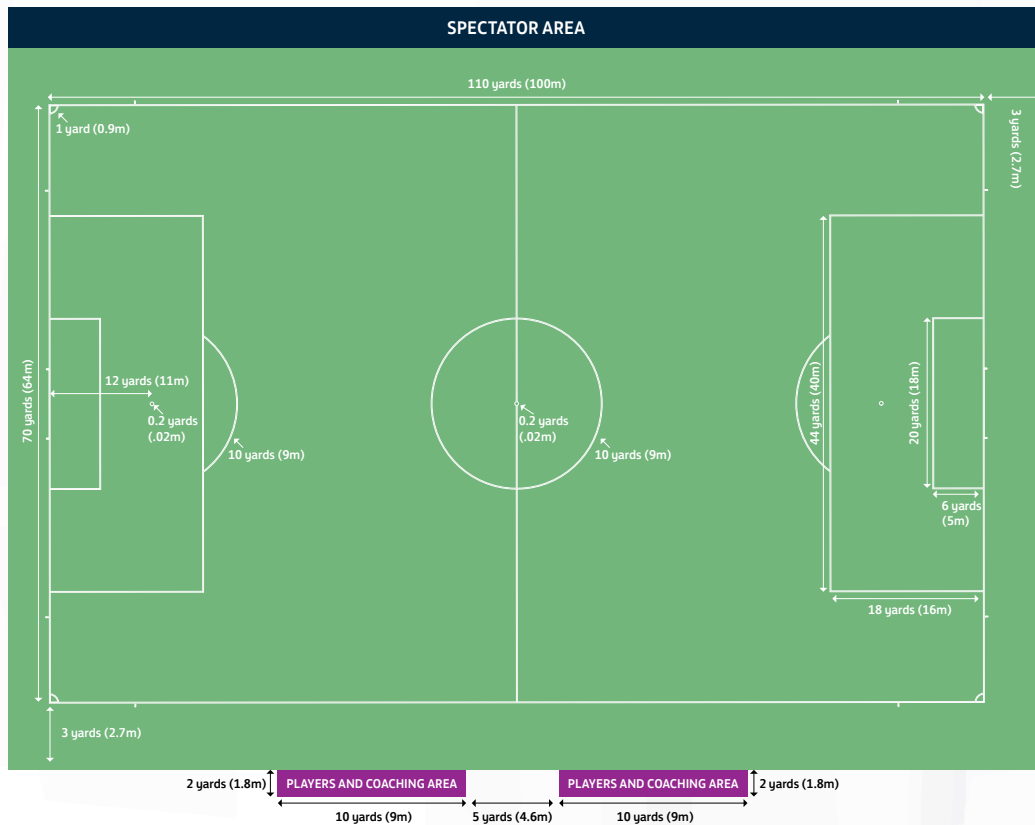 SPECTATOR AREA
110 yards (100m)
1 yard (0.9m)
3 yards (2.7m)
70 yards (64m)
12 yards (11m)
0.2 yards
(.02m)
10 yards (9m)
0.2 yards
(.02m)
10 yards (9m)
44 yards (40m)
20 yards (18m)
6 yards
(5m)
18 yards (16m)
3 yards (2.7m)
2 yards (1.8m)
PLAYERS AND COACHING AREA
PLAYERS AND COACHING AREA
2 yards (1.8m)
10 yards (9m)
5 yards (4.6m)
10 yards (9m)